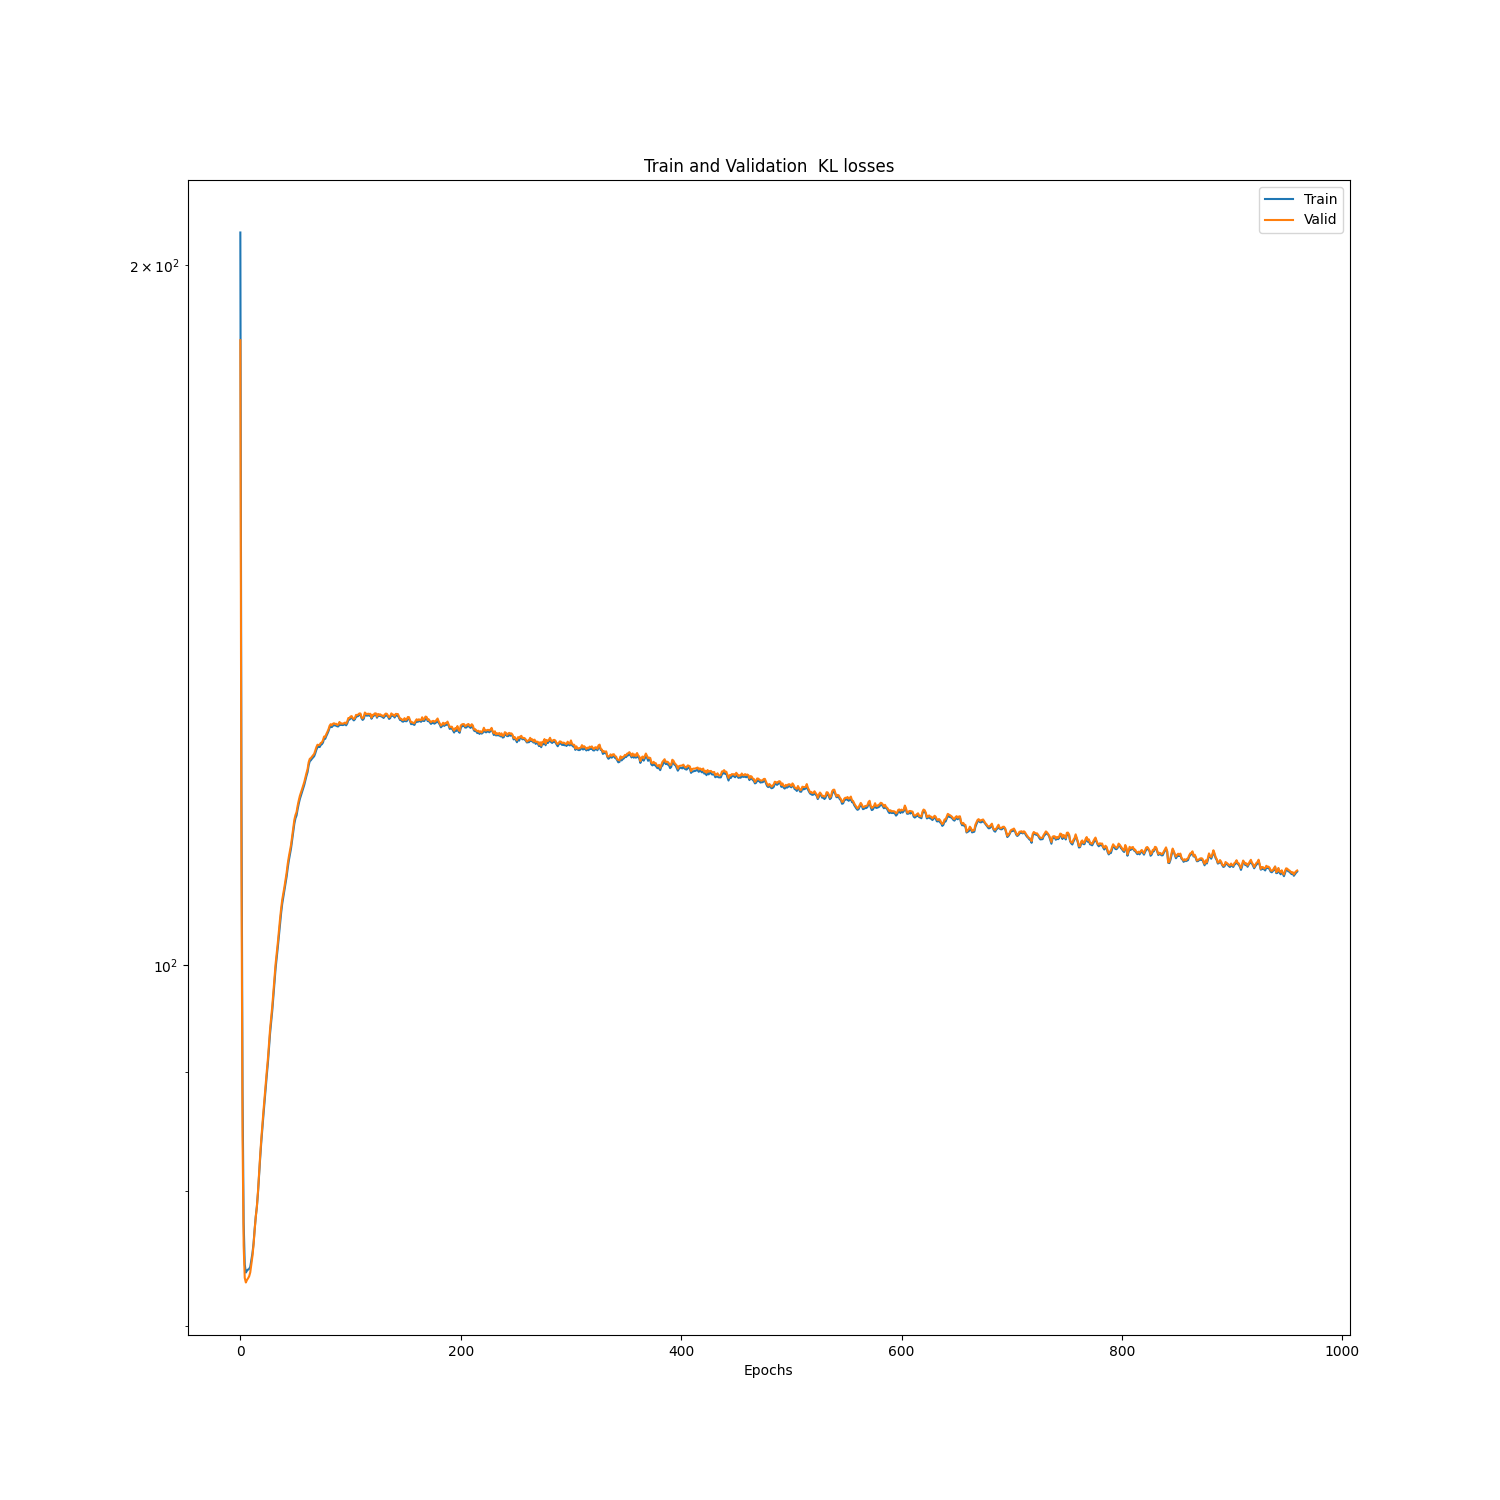 Train and Validation  KL losses
Train
Valid
2 × 10²
10²
0 200 400 600 800 1000
Epochs